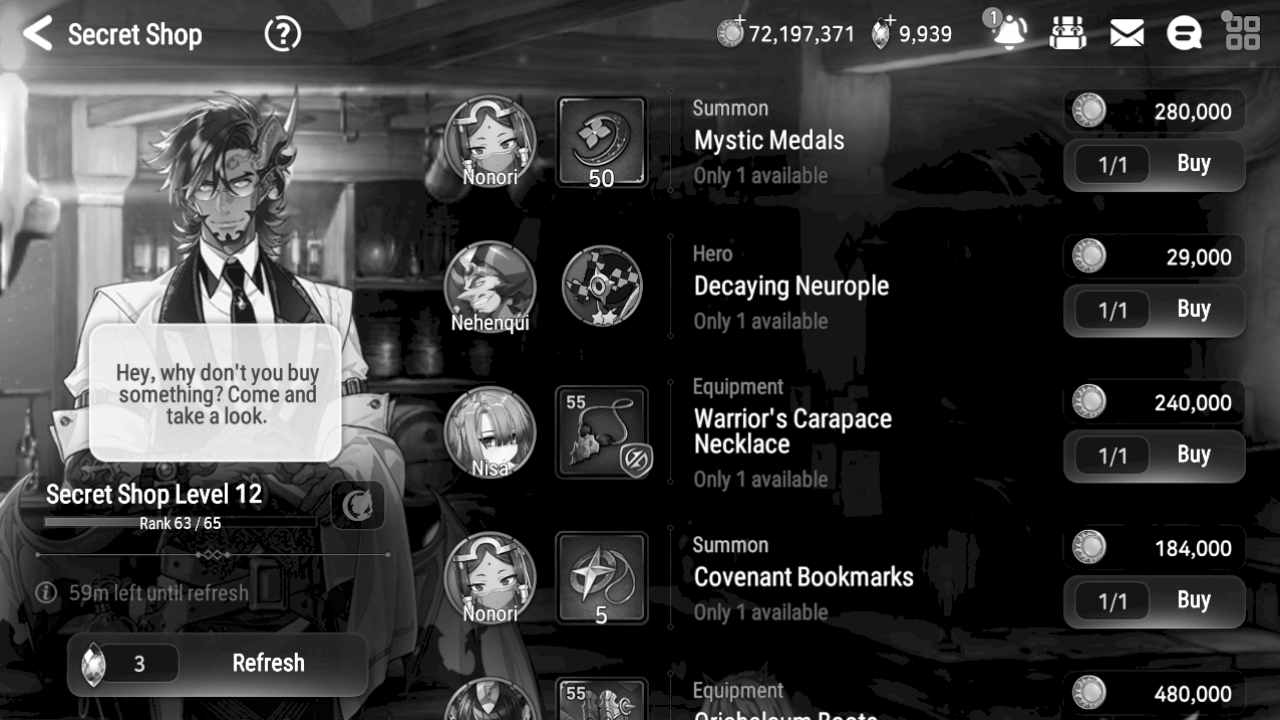 Secret Shop
?
72,197,371
9,939
1
Nonori
50
Summon
Mystic Medals
Only 1 available
280,000
1/1
Buy
Nehenqui
Hero
Decaying Neurople
Only 1 available
29,000
1/1
Buy
Hey, why don't you buy
something? Come and
take a look.
Nisa
55
Equipment
Warrior's Carapace
Necklace
Only 1 available
240,000
1/1
Buy
Secret Shop Level 12
Rank 63 / 65
59m left until refresh
3
Refresh
Nonori
5
Summon
Covenant Bookmarks
Only 1 available
184,000
1/1
Buy
55
Equipment
Orichalcum Boots
480,000